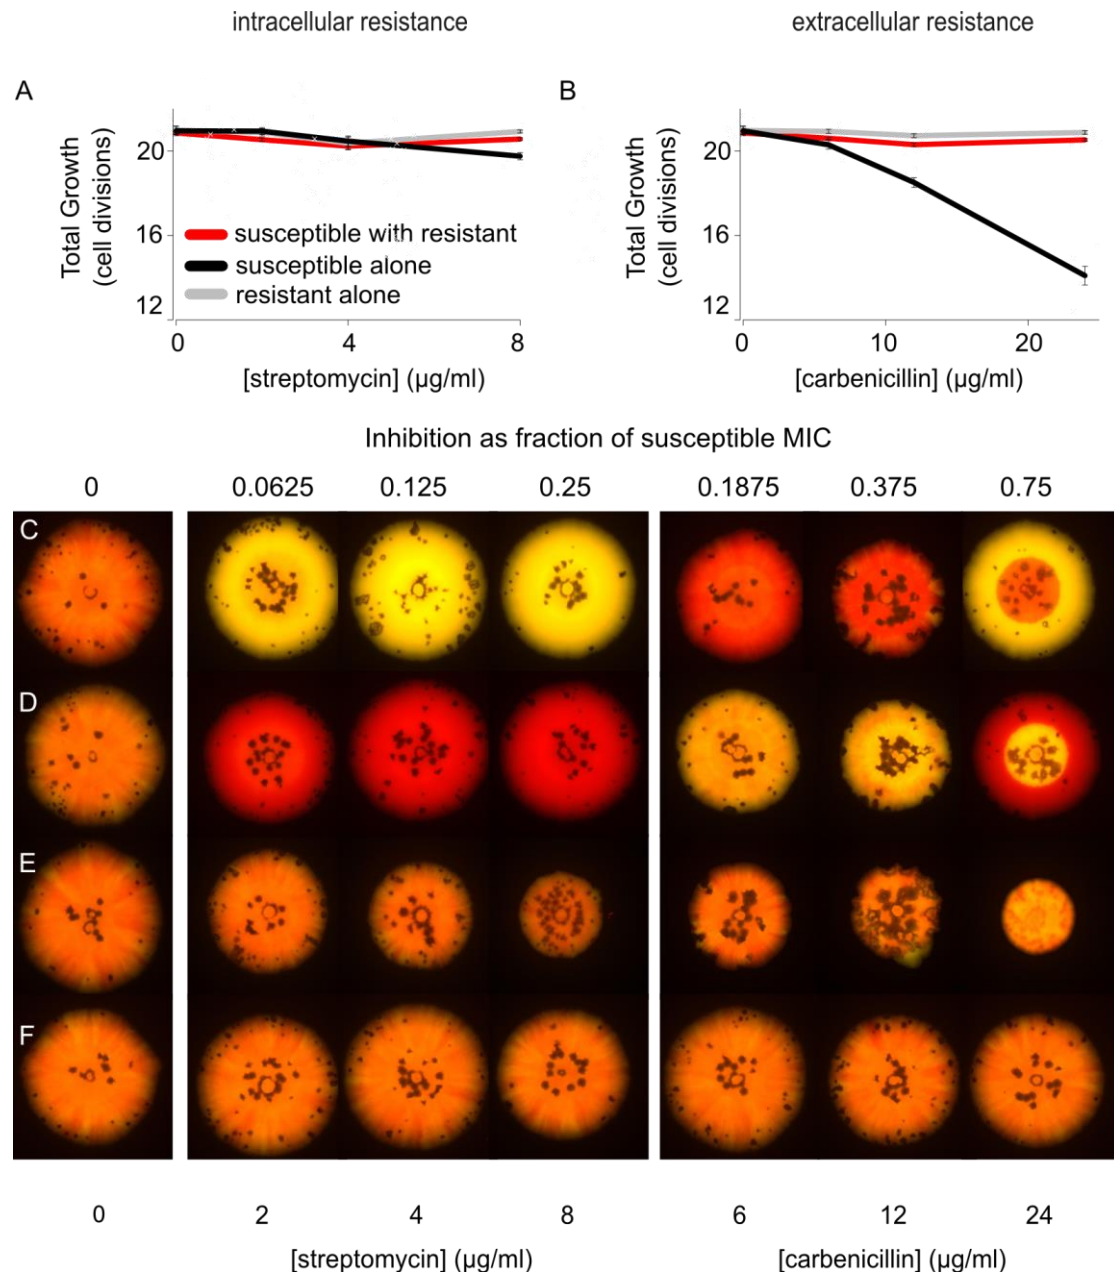 intracellular resistance
extracellular resistance
A
B
Total Growth
(cell divisions)
20
16
12
susceptible with resistant
susceptible alone
resistant alone
0 4 8
[streptomycin] (µg/ml)
Total Growth
(cell divisions)
20
16
12
0 10 20
[carbenicillin] (µg/ml)
Inhibition as fraction of susceptible MIC
0 0.0625 0.125 0.25 0.1875 0.375 0.75
C
D
E
F
0 2 4 8 6 12 24
[streptomycin] (µg/ml) [carbenicillin] (µg/ml)